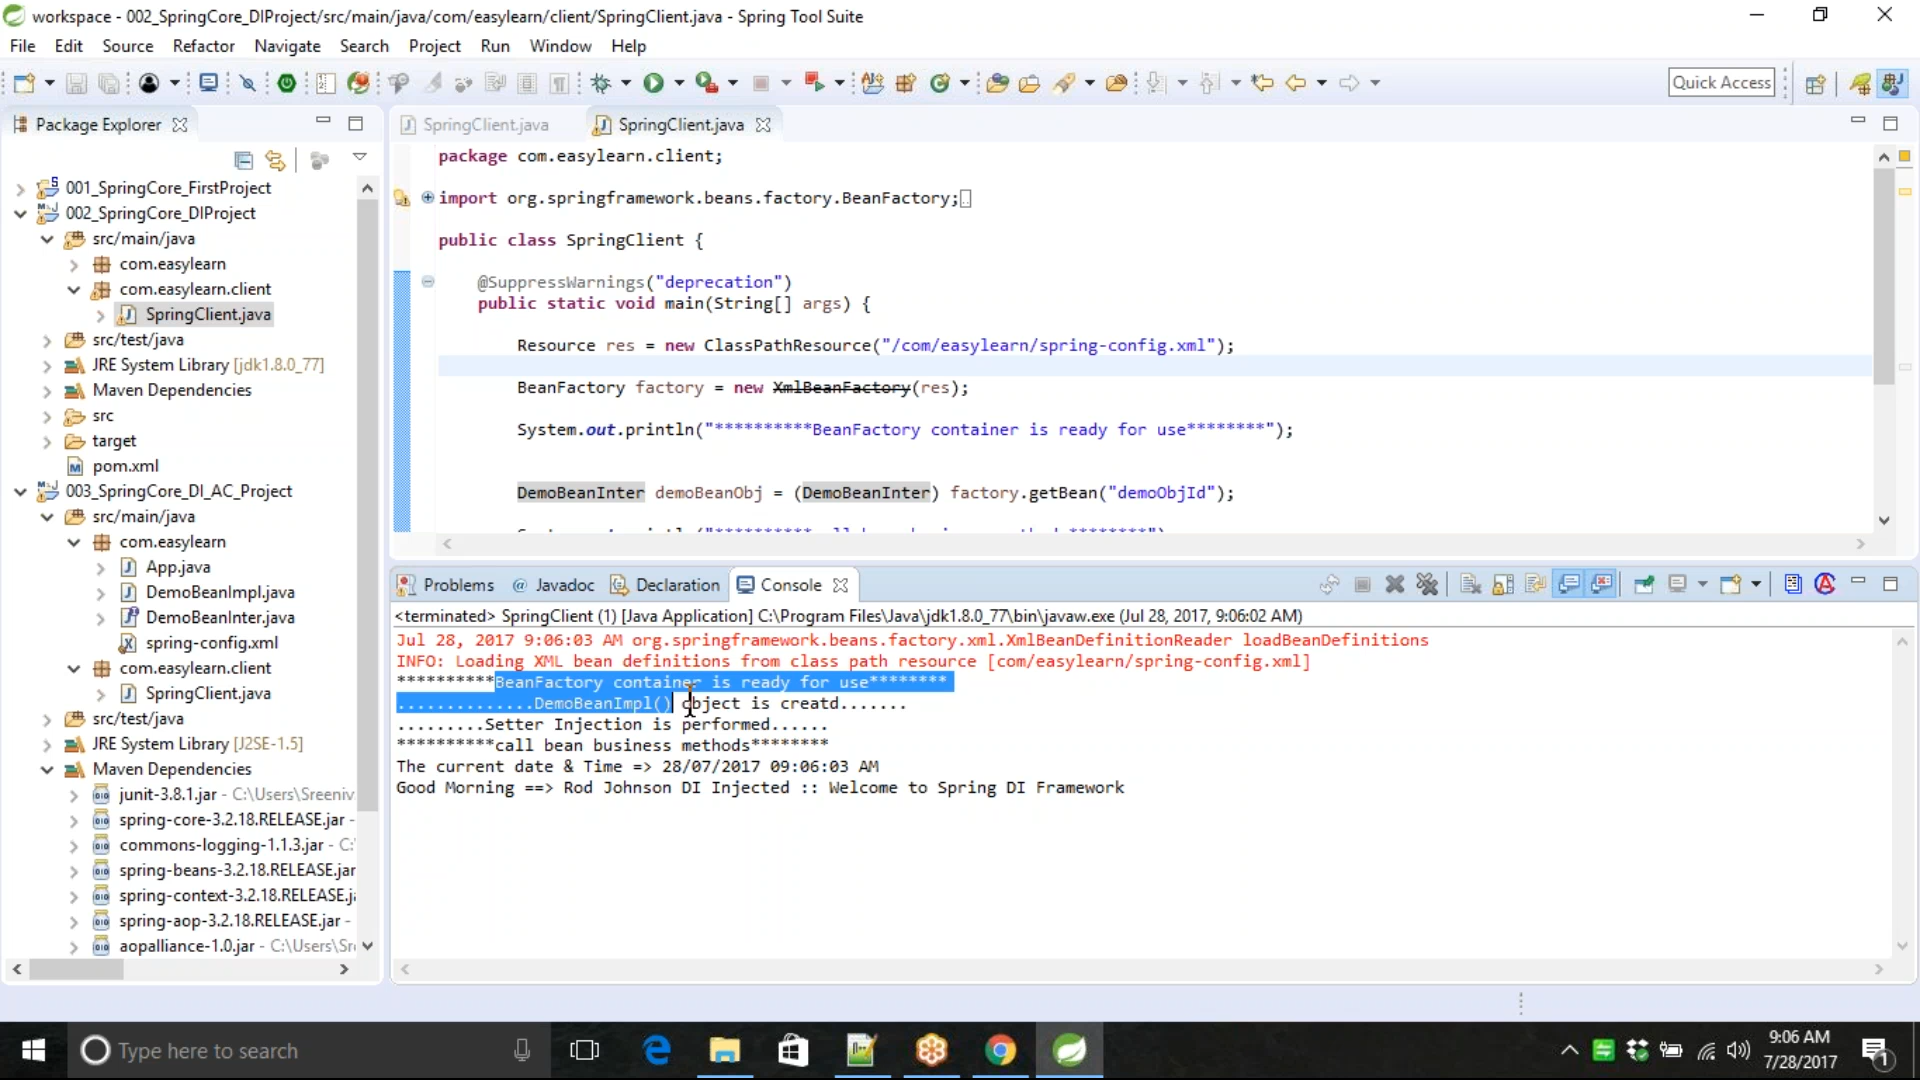 workspace - 002_SpringCore_DIProject/src/main/java/com/easylearn/client/SpringClient.java - Spring Tool Suite
File Edit Source Refactor Navigate Search Project Run Window Help
Quick Access
Package Explorer
001_SpringCore_FirstProject
002_SpringCore_DIProject
src/main/java
com.easylearn
com.easylearn.client
SpringClient.java
src/test/java
JRE System Library [jdk1.8.0_77]
Maven Dependencies
src
target
pom.xml
003_SpringCore_DI_AC_Project
src/main/java
com.easylearn
App.java
DemoBeanImpl.java
DemoBeanInter.java
spring-config.xml
com.easylearn.client
SpringClient.java
src/test/java
JRE System Library [J2SE-1.5]
Maven Dependencies
junit-3.8.1.jar - C:\Users\Sreeniv
spring-core-3.2.18.RELEASE.jar -
commons-logging-1.1.3.jar - C:
spring-beans-3.2.18.RELEASE.jar
spring-context-3.2.18.RELEASE.j
spring-aop-3.2.18.RELEASE.jar -
aopalliance-1.0.jar - C:\Users\Sr
SpringClient.java SpringClient.java
package com.easylearn.client;
import org.springframework.beans.factory.BeanFactory;
public class SpringClient {
@SuppressWarnings("deprecation")
public static void main(String[] args) {
Resource res = new ClassPathResource("/com/easylearn/spring-config.xml");
BeanFactory factory = new XmlBeanFactory(res);
System.out.println("**********BeanFactory container is ready for use********");
DemoBeanInter demoBeanObj = (DemoBeanInter) factory.getBean("demoObjId");
Problems @ Javadoc Declaration Console
<terminated> SpringClient (1) [Java Application] C:\Program Files\Java\jdk1.8.0_77\bin\javaw.exe (Jul 28, 2017, 9:06:02 AM)
Jul 28, 2017 9:06:03 AM org.springframework.beans.factory.xml.XmlBeanDefinitionReader loadBeanDefinitions
INFO: Loading XML bean definitions from class path resource [com/easylearn/spring-config.xml]
**********BeanFactory container is ready for use********
..............DemoBeanImpl() object is creatd.......
.........Setter Injection is performed......
**********call bean business methods********
The current date & Time => 28/07/2017 09:06:03 AM
Good Morning ==> Rod Johnson DI Injected :: Welcome to Spring DI Framework
Type here to search
9:06 AM
7/28/2017
1